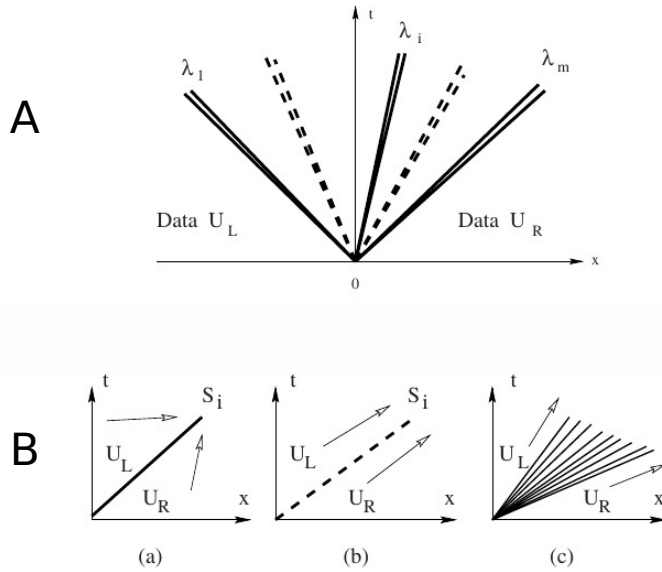 A
t
λ 1
λ i
λ m
Data U L
Data U R
x
0
B
t
S i
U L
U R
x
(a)
t
S i
U L
U R
x
(b)
t
U L
U R
x
(c)